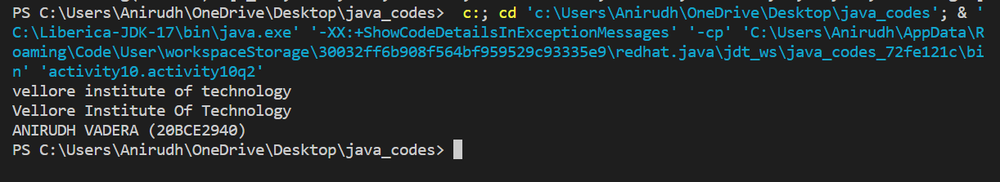 PS C:\Users\Anirudh\OneDrive\Desktop\java_codes>  c:; cd 'c:\Users\Anirudh\OneDrive\Desktop\java_codes'; & '
C:\Liberica-JDK-17\bin\java.exe' '-XX:+ShowCodeDetailsInExceptionMessages' '-cp' 'C:\Users\Anirudh\AppData\R
oaming\Code\User\workspaceStorage\30032ff6b908f564bf959529c93335e9\redhat.java\jdt_ws\java_codes_72fe121c\bi
n' 'activity10.activity10q2'
vellore institute of technology
Vellore Institute Of Technology
ANIRUDH VADERA (20BCE2940)
PS C:\Users\Anirudh\OneDrive\Desktop\java_codes>